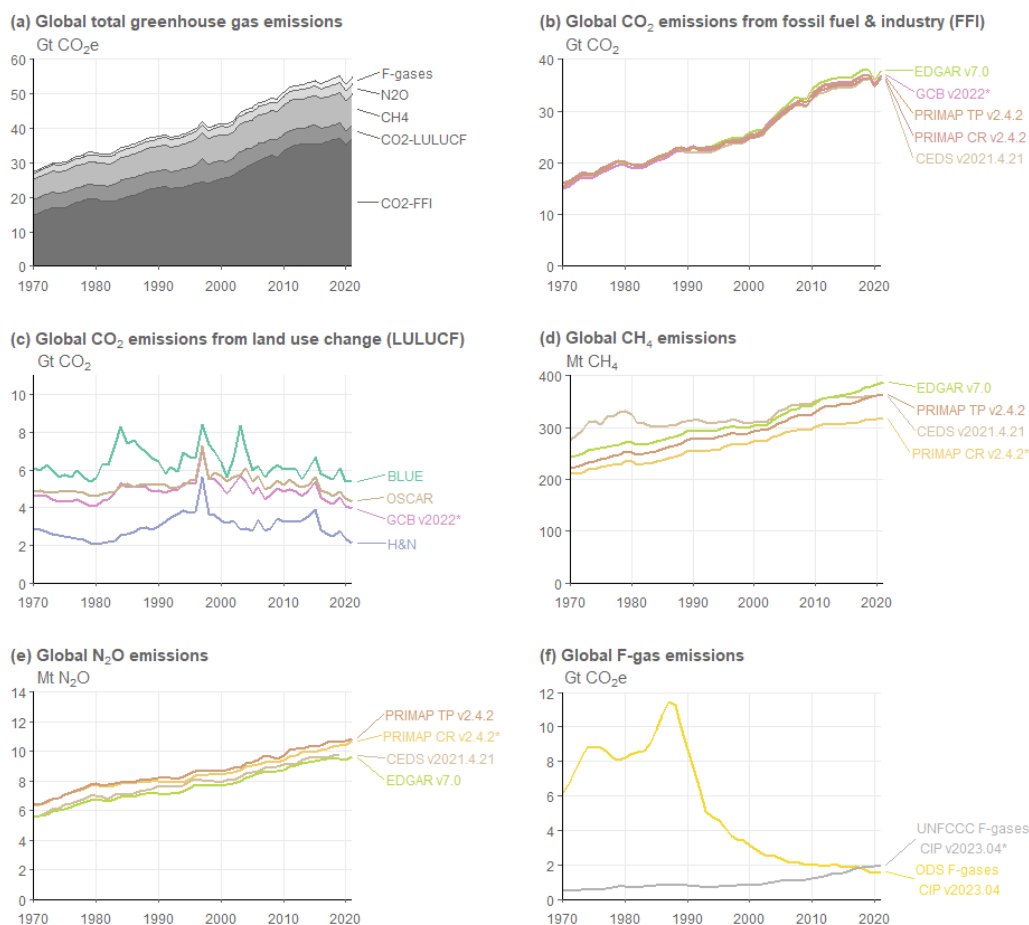 (a) Global total greenhouse gas emissions
Gt CO₂e
60
50
40
30
20
10
0
1970 1980 1990 2000 2010 2020
F-gases
N2O
CH4
CO2-LULUCF
CO2-FFI
(b) Global CO₂ emissions from fossil fuel & industry (FFI)
Gt CO₂
40
30
20
10
0
1970 1980 1990 2000 2010 2020
EDGAR v7.0
GCB v2022*
PRIMAP TP v2.4.2
PRIMAP CR v2.4.2
CEDS v2021.4.21
(c) Global CO₂ emissions from land use change (LULUCF)
Gt CO₂
10
8
6
4
2
0
1970 1980 1990 2000 2010 2020
BLUE
OSCAR
GCB v2022*
H&N
(d) Global CH₄ emissions
Mt CH₄
400
300
200
100
0
1970 1980 1990 2000 2010 2020
EDGAR v7.0
PRIMAP TP v2.4.2
CEDS v2021.4.21
PRIMAP CR v2.4.2*
(e) Global N₂O emissions
Mt N₂O
14
12
10
8
6
4
2
0
1970 1980 1990 2000 2010 2020
PRIMAP TP v2.4.2
PRIMAP CR v2.4.2*
CEDS v2021.4.21
EDGAR v7.0
(f) Global F-gas emissions
Gt CO₂e
12
10
8
6
4
2
0
1970 1980 1990 2000 2010 2020
UNFCCC F-gases
CIP v2023.04*
ODS F-gases
CIP v2023.04